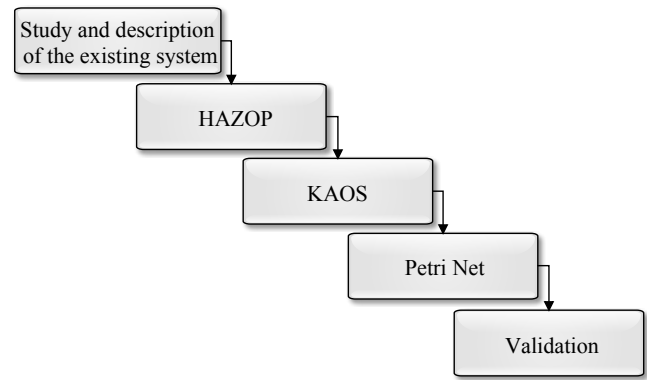 Study and description
of the existing system
HAZOP
KAOS
Petri Net
Validation